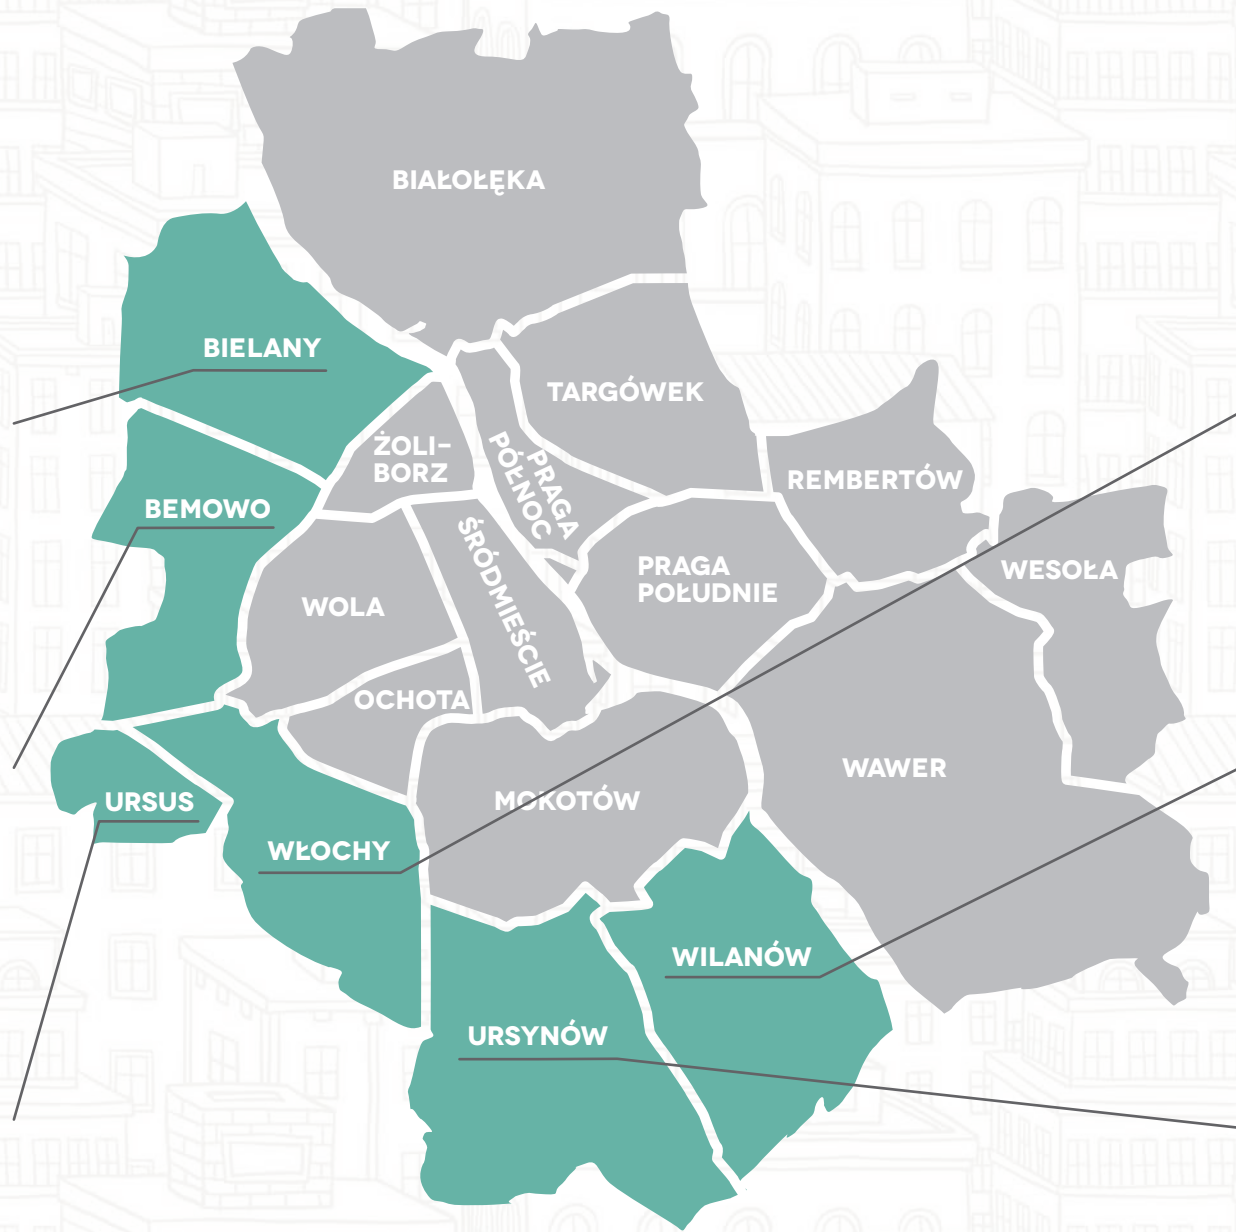 BIAŁOŁĘKA
BIELANY
TARGÓWEK
ŻOLI-
BORZ
PRAGA
PÓŁNOC
REMBERTÓW
BEMOWO
ŚRÓDMIEŚCIE
PRAGA
POŁUDNIE
WESOŁA
WOLA
OCHOTA
WAWER
URSUS
MOKOTÓW
WŁOCHY
WILANÓW
URSYNÓW